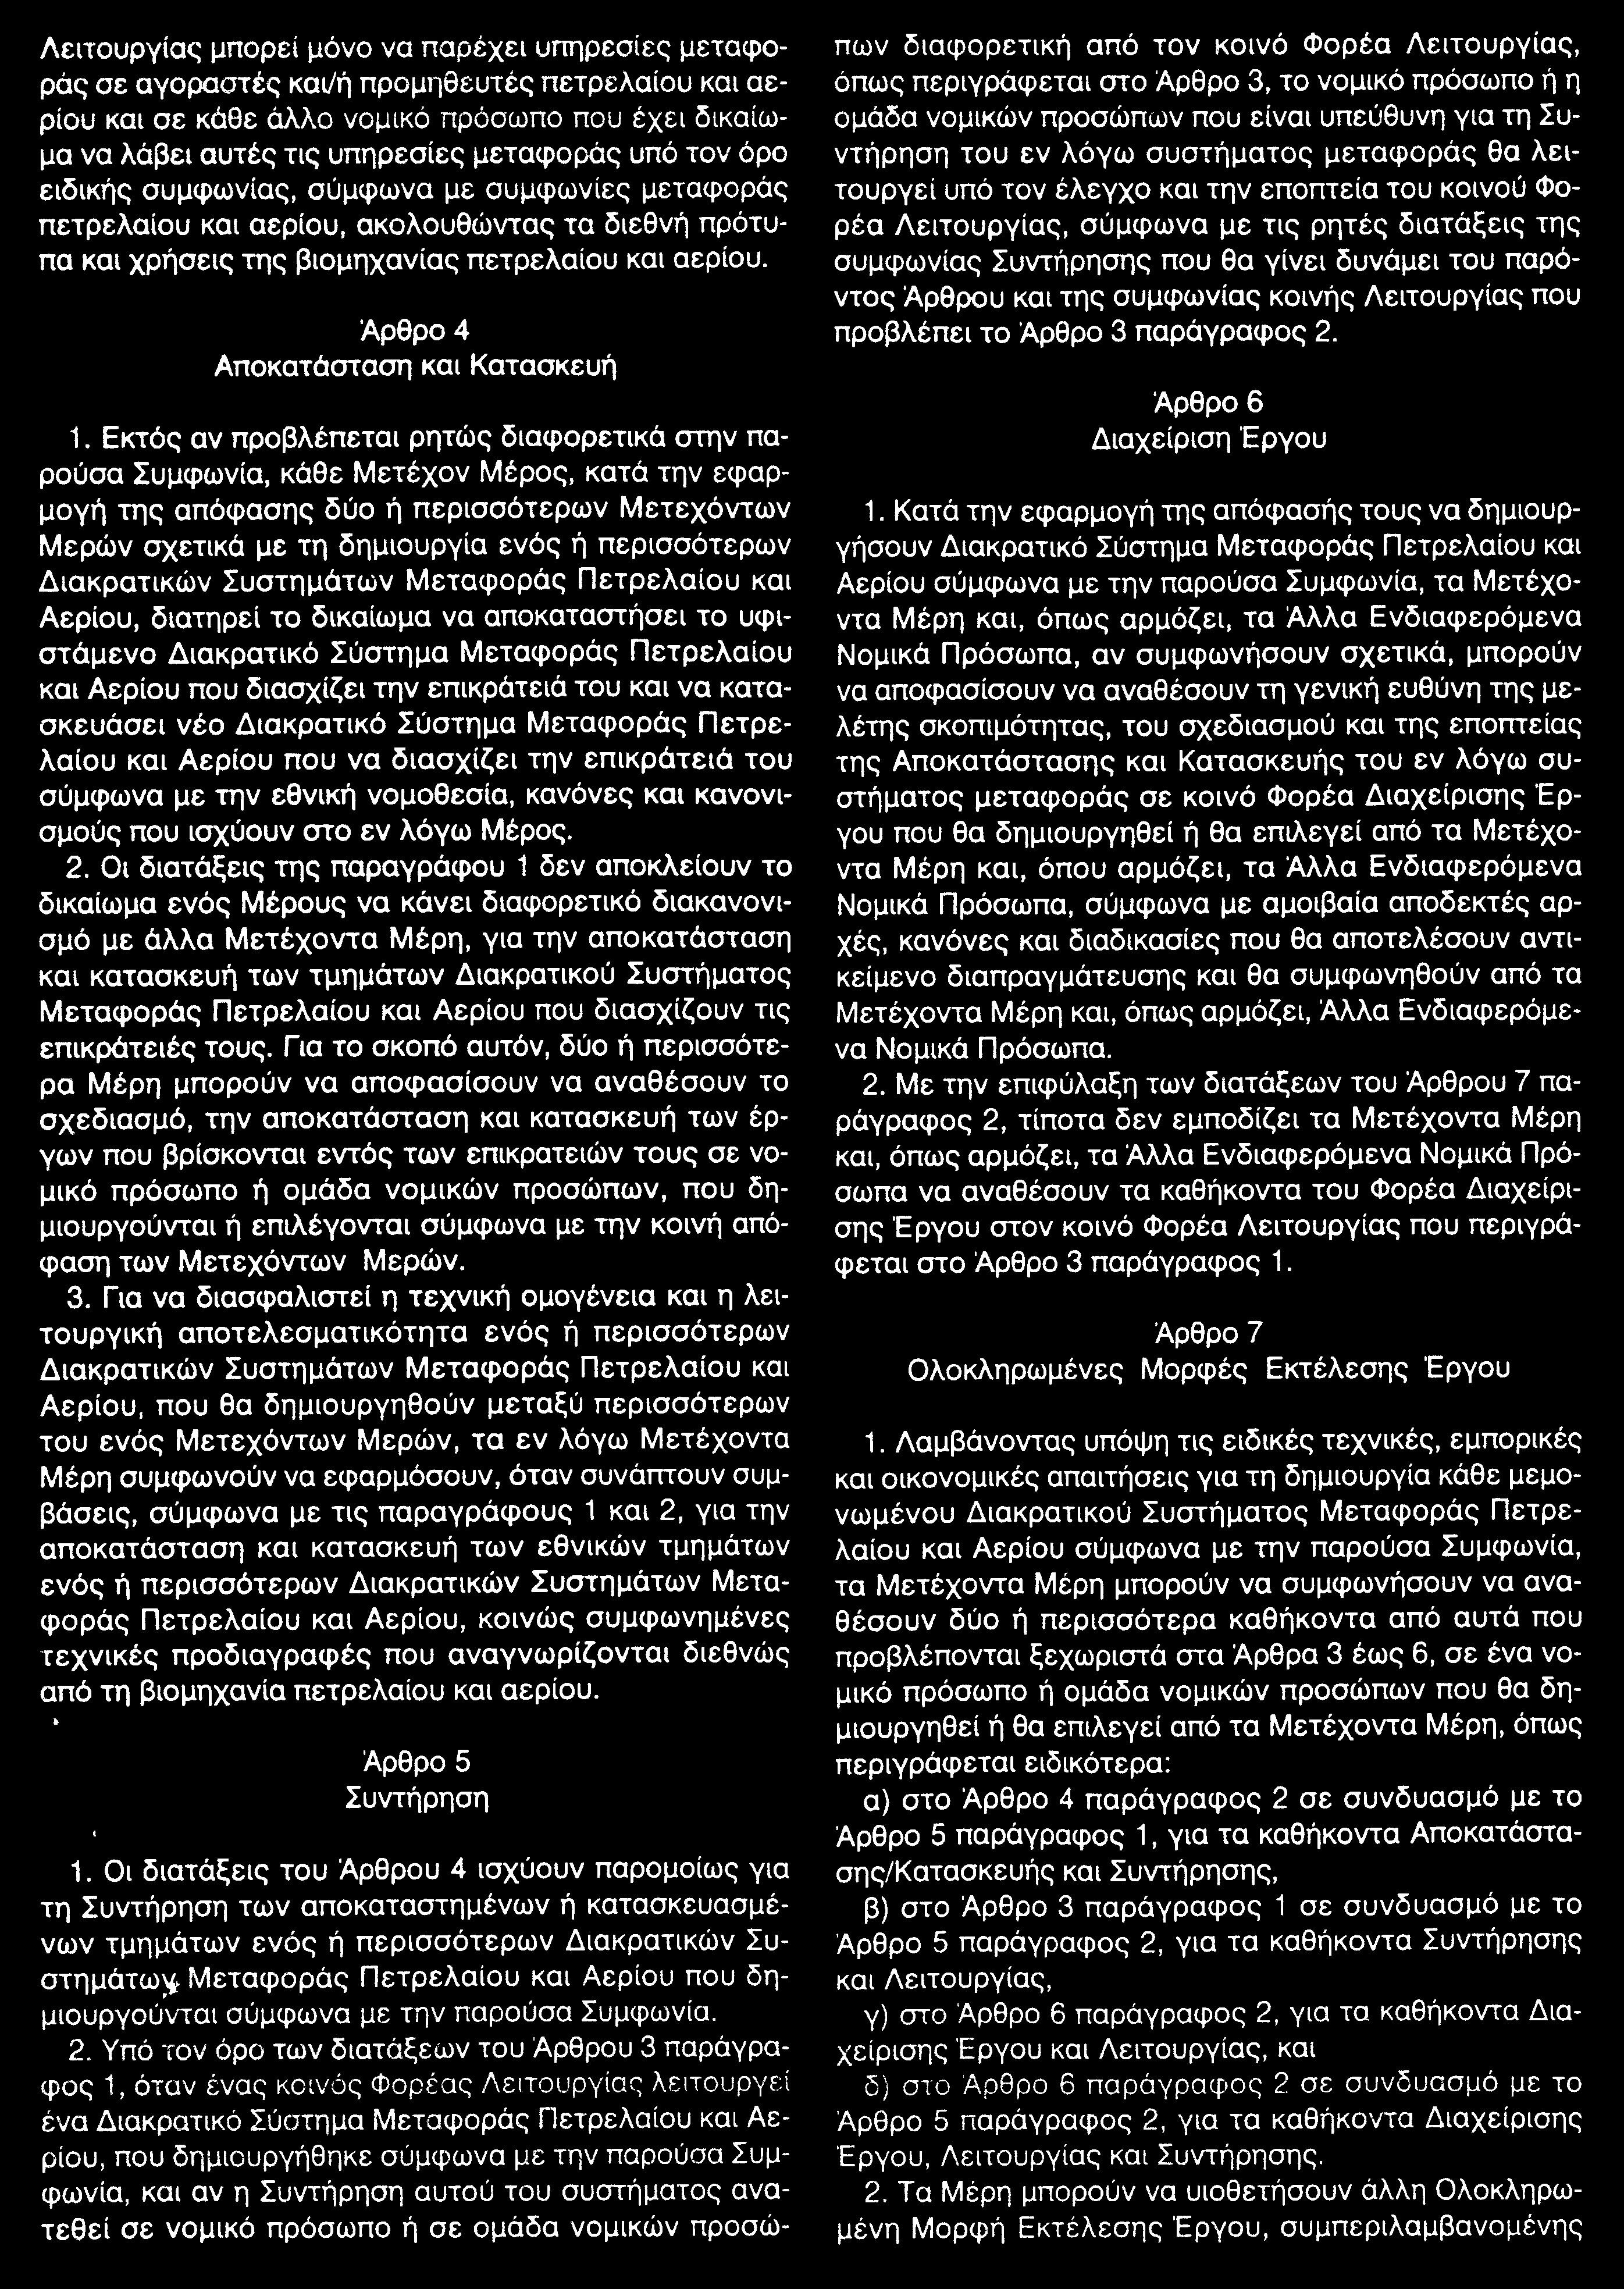 Λειτουργίας μπορεί μόνο να παρέχει υπηρεσίες μεταφο-
ράς σε αγοραστές και/ή προμηθευτές πετρελαίου και αε-
ρίου και σε κάθε άλλο νομικό πρόσωπο που έχει δικαίω-
μα να λάβει αυτές τις υπηρεσίες μεταφοράς υπό τον όρο
ειδικής συμφωνίας, σύμφωνα με συμφωνίες μεταφοράς
πετρελαίου και αερίου, ακολουθώντας τα διεθνή πρότυ-
πα και χρήσεις της βιομηχανίας πετρελαίου και αερίου.
Άρθρο 4
Αποκατάσταση και Κατασκευή
1. Εκτός αν προβλέπεται ρητώς διαφορετικά στην πα-
ρούσα Συμφωνία, κάθε Μετέχον Μέρος, κατά την εφαρ-
μογή της απόφασης δύο ή περισσότερων Μετεχόντων
Μερών σχετικά με τη δημιουργία ενός ή περισσότερων
Διακρατικών Συστημάτων Μεταφοράς Πετρελαίου και
Αερίου, διατηρεί το δικαίωμα να αποκαταστήσει το υφι-
στάμενο Διακρατικό Σύστημα Μεταφοράς Πετρελαίου
και Αερίου που διασχίζει την επικράτειά του και να κατα-
σκευάσει νέο Διακρατικό Σύστημα Μεταφοράς Πετρε-
λαίου και Αερίου που να διασχίζει την επικράτειά του
σύμφωνα με την εθνική νομοθεσία, κανόνες και κανονι-
σμούς που ισχύουν στο εν λόγω Μέρος.
2. Οι διατάξεις της παραγράφου 1 δεν αποκλείουν το
δικαίωμα ενός Μέρους να κάνει διαφορετικό διακανονι-
σμό με άλλα Μετέχοντα Μέρη, για την αποκατάσταση
και κατασκευή των τμημάτων Διακρατικού Συστήματος
Μεταφοράς Πετρελαίου και Αερίου που διασχίζουν τις
επικράτειές τους. Για το σκοπό αυτόν, δύο ή περισσότε-
ρα Μέρη μπορούν να αποφασίσουν να αναθέσουν το
σχεδιασμό, την αποκατάσταση και κατασκευή των έρ-
γων που βρίσκονται εντός των επικρατειών τους σε νο-
μικό πρόσωπο ή ομάδα νομικών προσώπων, που δη-
μιουργούνται ή επιλέγονται σύμφωνα με την κοινή από-
φαση των Μετεχόντων Μερών.
3. Για να διασφαλιστεί η τεχνική ομογένεια και η λει-
τουργική αποτελεσματικότητα ενός ή περισσότερων
Διακρατικών Συστημάτων Μεταφοράς Πετρελαίου και
Αερίου, που θα δημιουργηθούν μεταξύ περισσότερων
του ενός Μετεχόντων Μερών, τα εν λόγω Μετέχοντα
Μέρη συμφωνούν να εφαρμόσουν, όταν συνάπτουν συμ-
βάσεις, σύμφωνα με τις παραγράφους 1 και 2, για την
αποκατάσταση και κατασκευή των εθνικών τμημάτων
ενός ή περισσότερων Διακρατικών Συστημάτων Μετα-
φοράς Πετρελαίου και Αερίου, κοινώς συμφωνημένες
τεχνικές προδιαγραφές που αναγνωρίζονται διεθνώς
από τη βιομηχανία πετρελαίου και αερίου.
Άρθρο 5
Συντήρηση
1. Οι διατάξεις του Άρθρου 4 ισχύουν παρομοίως για
τη Συντήρηση των αποκαταστημένων ή κατασκευασμέ-
νων τμημάτων ενός ή περισσότερων Διακρατικών Συ-
στημάτων Μεταφοράς Πετρελαίου και Αερίου που δη-
μιουργούνται σύμφωνα με την παρούσα Συμφωνία.
2. Υπό τον όρο των διατάξεων του Άρθρου 3 παράγρα-
φος 1, όταν ένας κοινός Φορέας Λειτουργίας λειτουργεί
ένα Διακρατικό Σύστημα Μεταφοράς Πετρελαίου και Αε-
ρίου, που δημιουργήθηκε σύμφωνα με την παρούσα Συμ-
φωνία, και αν η Συντήρηση αυτού του συστήματος ανα-
τεθεί σε νομικό πρόσωπο ή σε ομάδα νομικών προσώ-
πων διαφορετική από τον κοινό Φορέα Λειτουργίας,
όπως περιγράφεται στο Άρθρο 3, το νομικό πρόσωπο ή η
ομάδα νομικών προσώπων που είναι υπεύθυνη για τη Συ-
ντήρηση του εν λόγω συστήματος μεταφοράς θα λει-
τουργεί υπό τον έλεγχο και την εποπτεία του κοινού Φο-
ρέα Λειτουργίας, σύμφωνα με τις ρητές διατάξεις της
συμφωνίας Συντήρησης που θα γίνει δυνάμει του παρό-
ντος Άρθρου και της συμφωνίας κοινής Λειτουργίας που
προβλέπει το Άρθρο 3 παράγραφος 2.
Άρθρο 6
Διαχείριση Έργου
1. Κατά την εφαρμογή της απόφασής τους να δημιουρ-
γήσουν Διακρατικό Σύστημα Μεταφοράς Πετρελαίου και
Αερίου σύμφωνα με την παρούσα Συμφωνία, τα Μετέχο-
ντα Μέρη και, όπως αρμόζει, τα Άλλα Ενδιαφερόμενα
Νομικά Πρόσωπα, αν συμφωνήσουν σχετικά, μπορούν
να αποφασίσουν να αναθέσουν τη γενική ευθύνη της με-
λέτης σκοπιμότητας, του σχεδιασμού και της εποπτείας
της Αποκατάστασης και Κατασκευής του εν λόγω συ-
στήματος μεταφοράς σε κοινό Φορέα Διαχείρισης Έρ-
γου που θα δημιουργηθεί ή θα επιλεγεί από τα Μετέχο-
ντα Μέρη και, όπου αρμόζει, τα Άλλα Ενδιαφερόμενα
Νομικά Πρόσωπα, σύμφωνα με αμοιβαία αποδεκτές αρ-
χές, κανόνες και διαδικασίες που θα αποτελέσουν αντι-
κείμενο διαπραγμάτευσης και θα συμφωνηθούν από τα
Μετέχοντα Μέρη και, όπως αρμόζει, Άλλα Ενδιαφερόμε-
να Νομικά Πρόσωπα.
2. Με την επιφύλαξη των διατάξεων του Άρθρου 7 πα-
ράγραφος 2, τίποτα δεν εμποδίζει τα Μετέχοντα Μέρη
και, όπως αρμόζει, τα Άλλα Ενδιαφερόμενα Νομικά Πρό-
σωπα να αναθέσουν τα καθήκοντα του Φορέα Διαχείρι-
σης Έργου στον κοινό Φορέα Λειτουργίας που περιγρά-
φεται στο Άρθρο 3 παράγραφος 1.
Άρθρο 7
Ολοκληρωμένες Μορφές Εκτέλεσης Έργου
1. Λαμβάνοντας υπόψη τις ειδικές τεχνικές, εμπορικές
και οικονομικές απαιτήσεις για τη δημιουργία κάθε μεμο-
νωμένου Διακρατικού Συστήματος Μεταφοράς Πετρε-
λαίου και Αερίου σύμφωνα με την παρούσα Συμφωνία,
τα Μετέχοντα Μέρη μπορούν να συμφωνήσουν να ανα-
θέσουν δύο ή περισσότερα καθήκοντα από αυτά που
προβλέπονται ξεχωριστά στα Άρθρα 3 έως 6, σε ένα νο-
μικό πρόσωπο ή ομάδα νομικών προσώπων που θα δη-
μιουργηθεί ή θα επιλεγεί από τα Μετέχοντα Μέρη, όπως
περιγράφεται ειδικότερα:
α) στο Άρθρο 4 παράγραφος 2 σε συνδυασμό με το
Άρθρο 5 παράγραφος 1, για τα καθήκοντα Αποκατάστα-
σης/Κατασκευής και Συντήρησης,
β) στο Άρθρο 3 παράγραφος 1 σε συνδυασμό με το
Άρθρο 5 παράγραφος 2, για τα καθήκοντα Συντήρησης
και Λειτουργίας,
γ) στο Άρθρο 6 παράγραφος 2, για τα καθήκοντα Δια-
χείρισης Έργου και Λειτουργίας, και
δ) στο Άρθρο 6 παράγραφος 2 σε συνδυασμό με το
Άρθρο 5 παράγραφος 2, για τα καθήκοντα Διαχείρισης
Έργου, Λειτουργίας και Συντήρησης.
2. Τα Μέρη μπορούν να υιοθετήσουν άλλη Ολοκληρω-
μένη Μορφή Εκτέλεσης Έργου, συμπεριλαμβανομένης